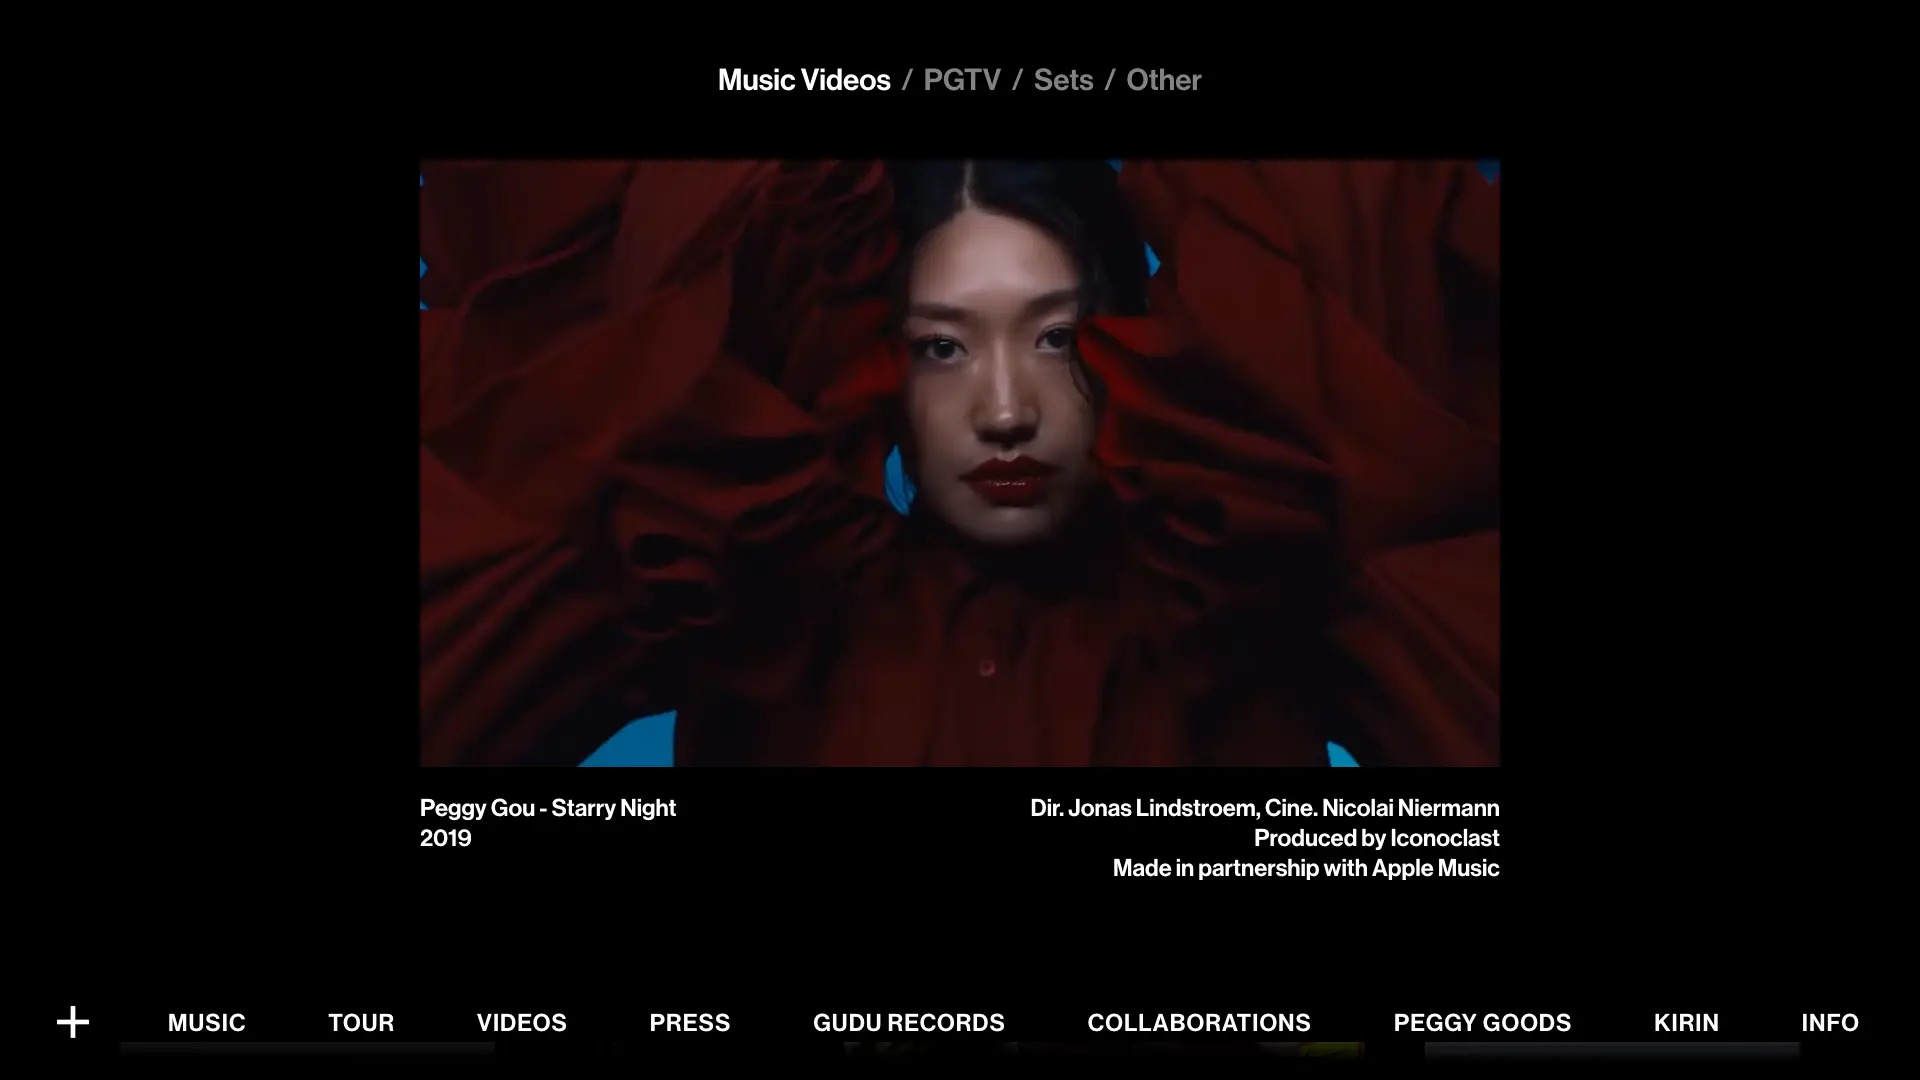 Music Videos / PGTV / Sets / Other
Peggy Gou - Starry Night
2019
Dir. Jonas Lindstroem, Cine. Nicolai Niermann
Produced by Iconoclast
Made in partnership with Apple Music
MUSIC TOUR VIDEOS PRESS GUDU RECORDS COLLABORATIONS PEGGY GOODS KIRIN INFO